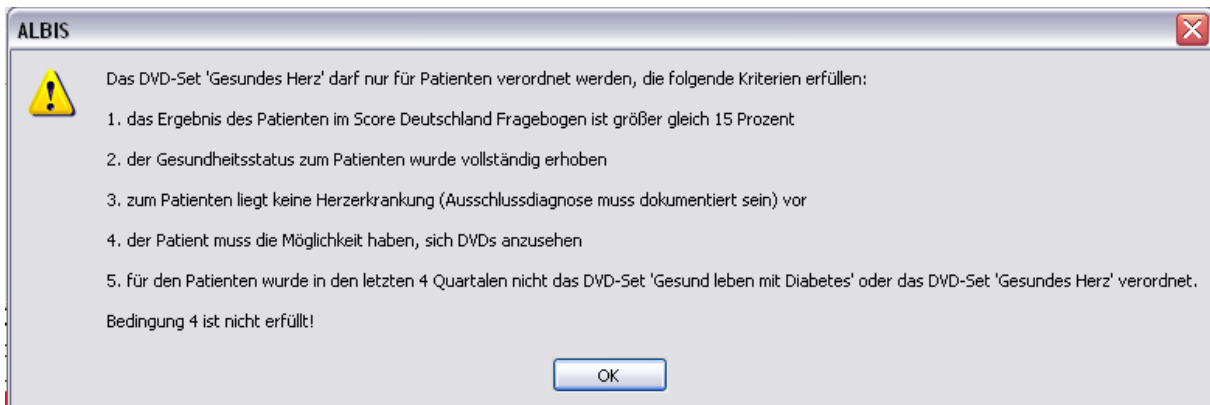 ALBIS
Das DVD-Set 'Gesundes Herz' darf nur für Patienten verordnet werden, die folgende Kriterien erfüllen:
1. das Ergebnis des Patienten im Score Deutschland Fragebogen ist größer gleich 15 Prozent
2. der Gesundheitsstatus zum Patienten wurde vollständig erhoben
3. zum Patienten liegt keine Herzerkrankung (Ausschlussdiagnose muss dokumentiert sein) vor
4. der Patient muss die Möglichkeit haben, sich DVDs anzusehen
5. für den Patienten wurde in den letzten 4 Quartalen nicht das DVD-Set 'Gesund leben mit Diabetes' oder das DVD-Set 'Gesundes Herz' verordnet.
Bedingung 4 ist nicht erfüllt!
OK